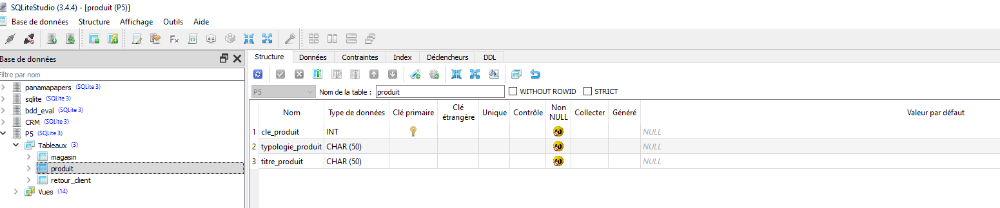 SQLiteStudio (3.4.4) - [produit (P5)]
Base de données Structure Affichage Outils Aide
Base de données
Filtre par nom
panamapapers (SQLite 3)
sqlite (SQLite 3)
bdd_eval (SQLite 3)
CRM (SQLite 3)
P5 (SQLite 3)
Tableaux (3)
magasin
produit
retour_client
Vues (14)
Structure Données Contraintes Index Déclencheurs DDL
P5 Nom de la table : produit WITHOUT ROWID STRICT
Nom Type de données Clé primaire Clé étrangère Unique Contrôle Non NULL Collecter Généré Valeur par défaut
1 cle_produit INT NULL
2 typologie_produit CHAR (50) NULL
3 titre_produit CHAR (50) NULL